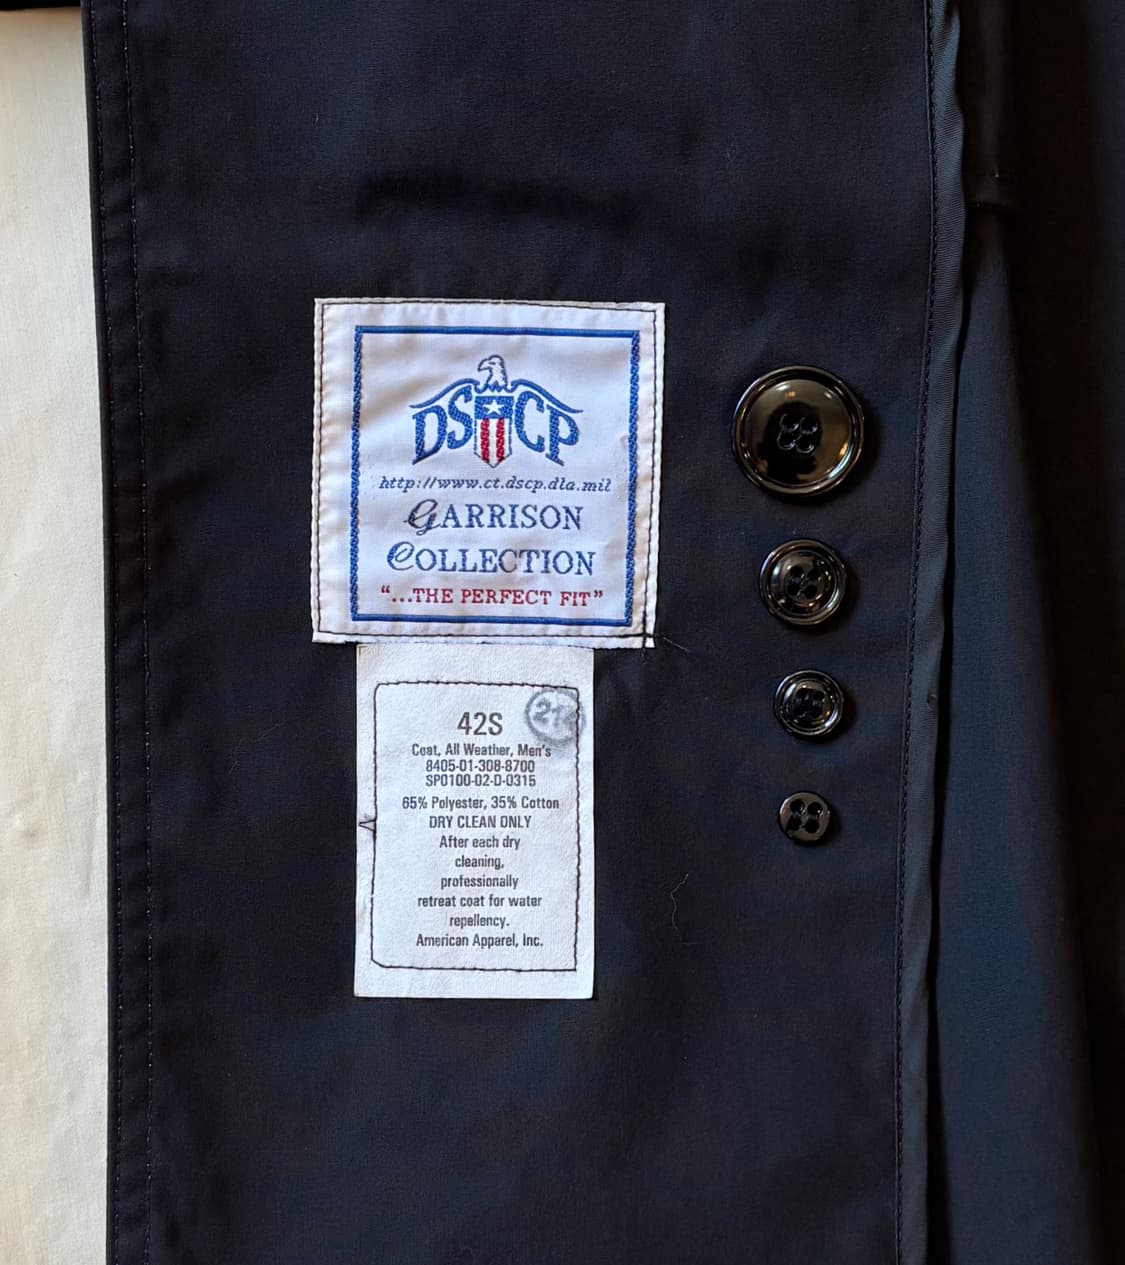 DSCP
http://www.ct.dscp.dla.mil
GARRISON
COLLECTION
"...THE PERFECT FIT"
42S
Coat, All Weather, Men's
8405-01-308-8700
SP0100-02-D-0315
65% Polyester, 35% Cotton
DRY CLEAN ONLY
After each dry
cleaning,
professionally
retreat coat for water
repellency.
American Apparel, Inc.